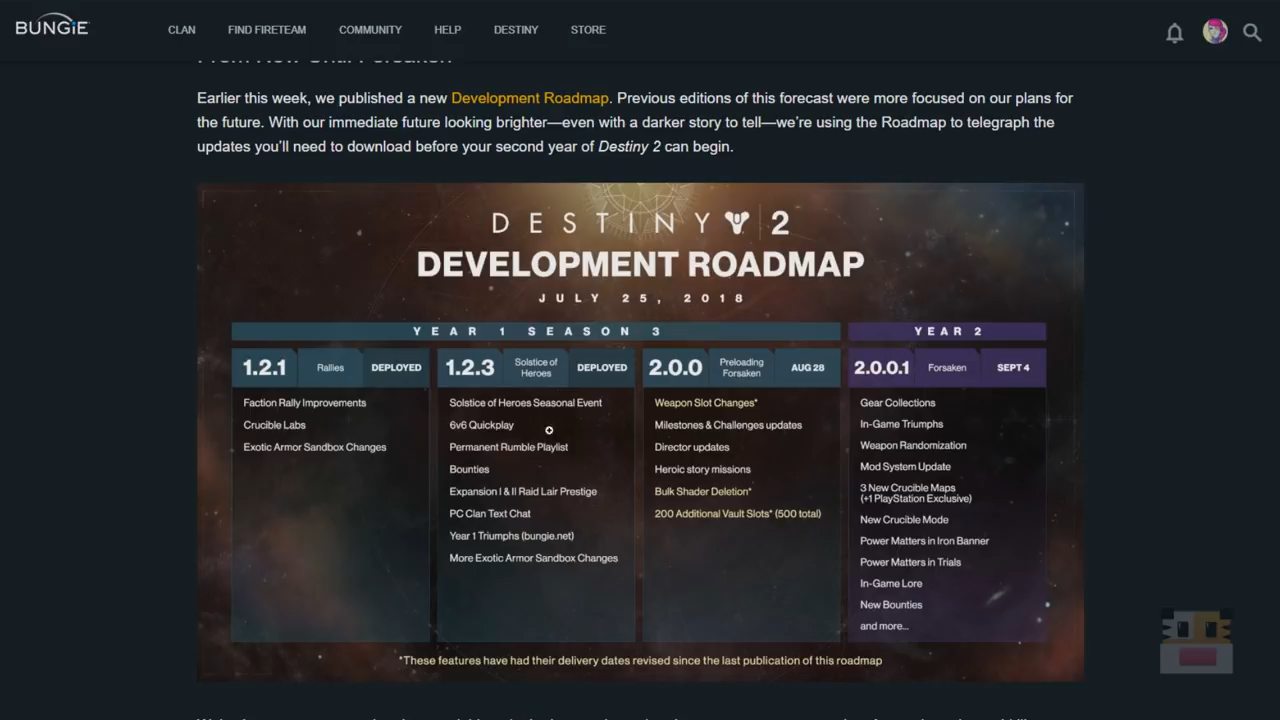 BUNGiE
CLAN FIND FIRETEAM COMMUNITY HELP DESTINY STORE
Earlier this week, we published a new Development Roadmap. Previous editions of this forecast were more focused on our plans for
the future. With our immediate future looking brighter—even with a darker story to tell—we're using the Roadmap to telegraph the
updates you'll need to download before your second year of Destiny 2 can begin.
DESTINY 2
DEVELOPMENT ROADMAP
JULY 25, 2018
YEAR 1 SEASON 3
1.2.1 Rallies DEPLOYED
Faction Rally Improvements
Crucible Labs
Exotic Armor Sandbox Changes
1.2.3 Solstice of Heroes DEPLOYED
Solstice of Heroes Seasonal Event
6v6 Quickplay
Permanent Rumble Playlist
Bounties
Expansion I & II Raid Lair Prestige
PC Clan Text Chat
Year 1 Triumphs (bungie.net)
More Exotic Armor Sandbox Changes
2.0.0 Preloading Forsaken AUG 28
Weapon Slot Changes*
Milestones & Challenges updates
Director updates
Heroic story missions
Bulk Shader Deletion*
200 Additional Vault Slots* (500 total)
YEAR 2
2.0.0.1 Forsaken SEPT 4
Gear Collections
In-Game Triumphs
Weapon Randomization
Mod System Update
3 New Crucible Maps
(+1 PlayStation Exclusive)
New Crucible Mode
Power Matters in Iron Banner
Power Matters in Trials
In-Game Lore
New Bounties
and more...
*These features have had their delivery dates revised since the last publication of this roadmap